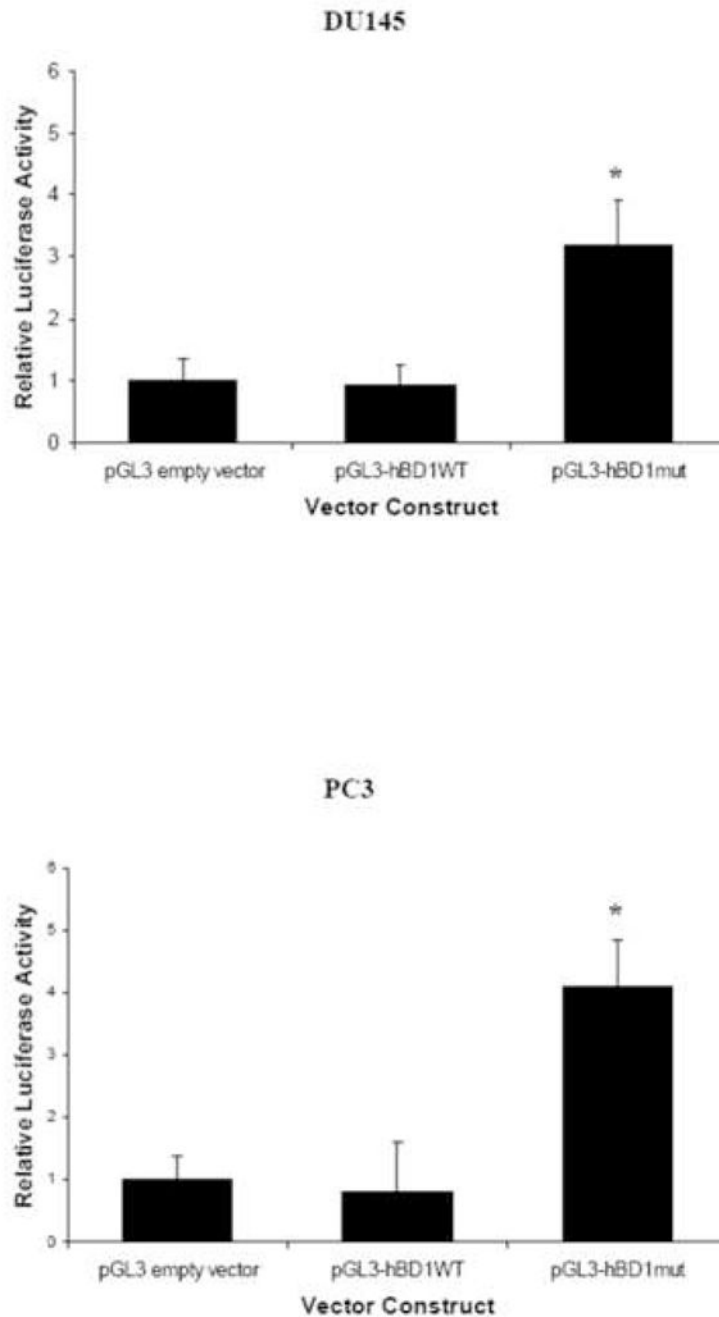 DU145
Relative Luciferase Activity
6
5
4
3
2
1
0
*
pGL3 empty vector
pGL3-hBD1WT
pGL3-hBD1mut
Vector Construct
PC3
Relative Luciferase Activity
6
5
4
3
2
1
0
*
pGL3 empty vector
pGL3-hBD1WT
pGL3-hBD1mut
Vector Construct